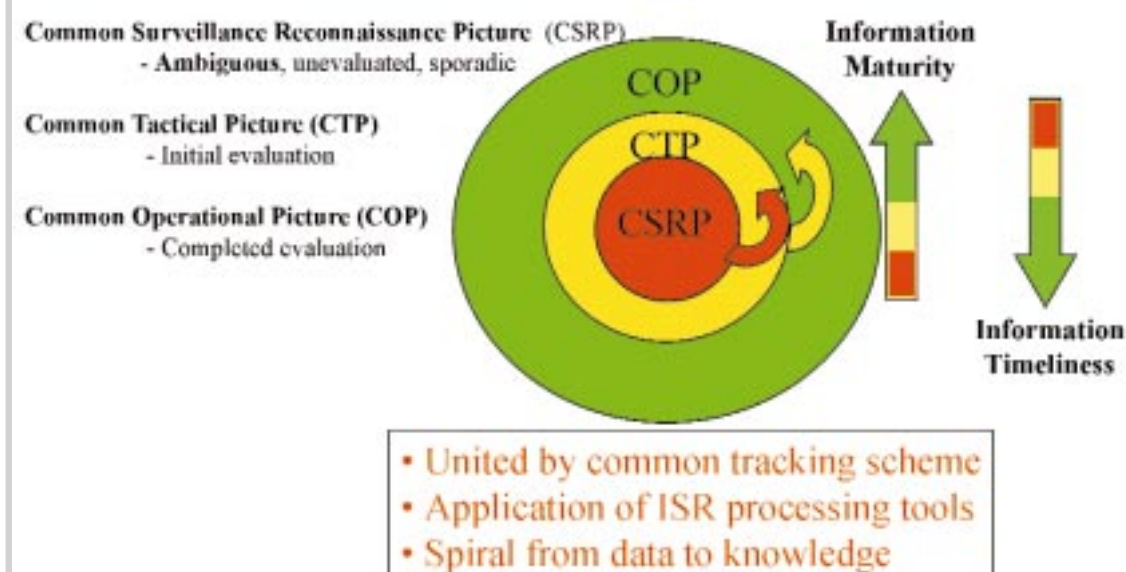 Common Surveillance Reconnaissance Picture (CSRP)
- Ambiguous, unevaluated, sporadic
Common Tactical Picture (CTP)
- Initial evaluation
Common Operational Picture (COP)
- Completed evaluation
COP
CTP
CSRP
Information
Maturity
Information
Timeliness
• United by common tracking scheme
• Application of ISR processing tools
• Spiral from data to knowledge